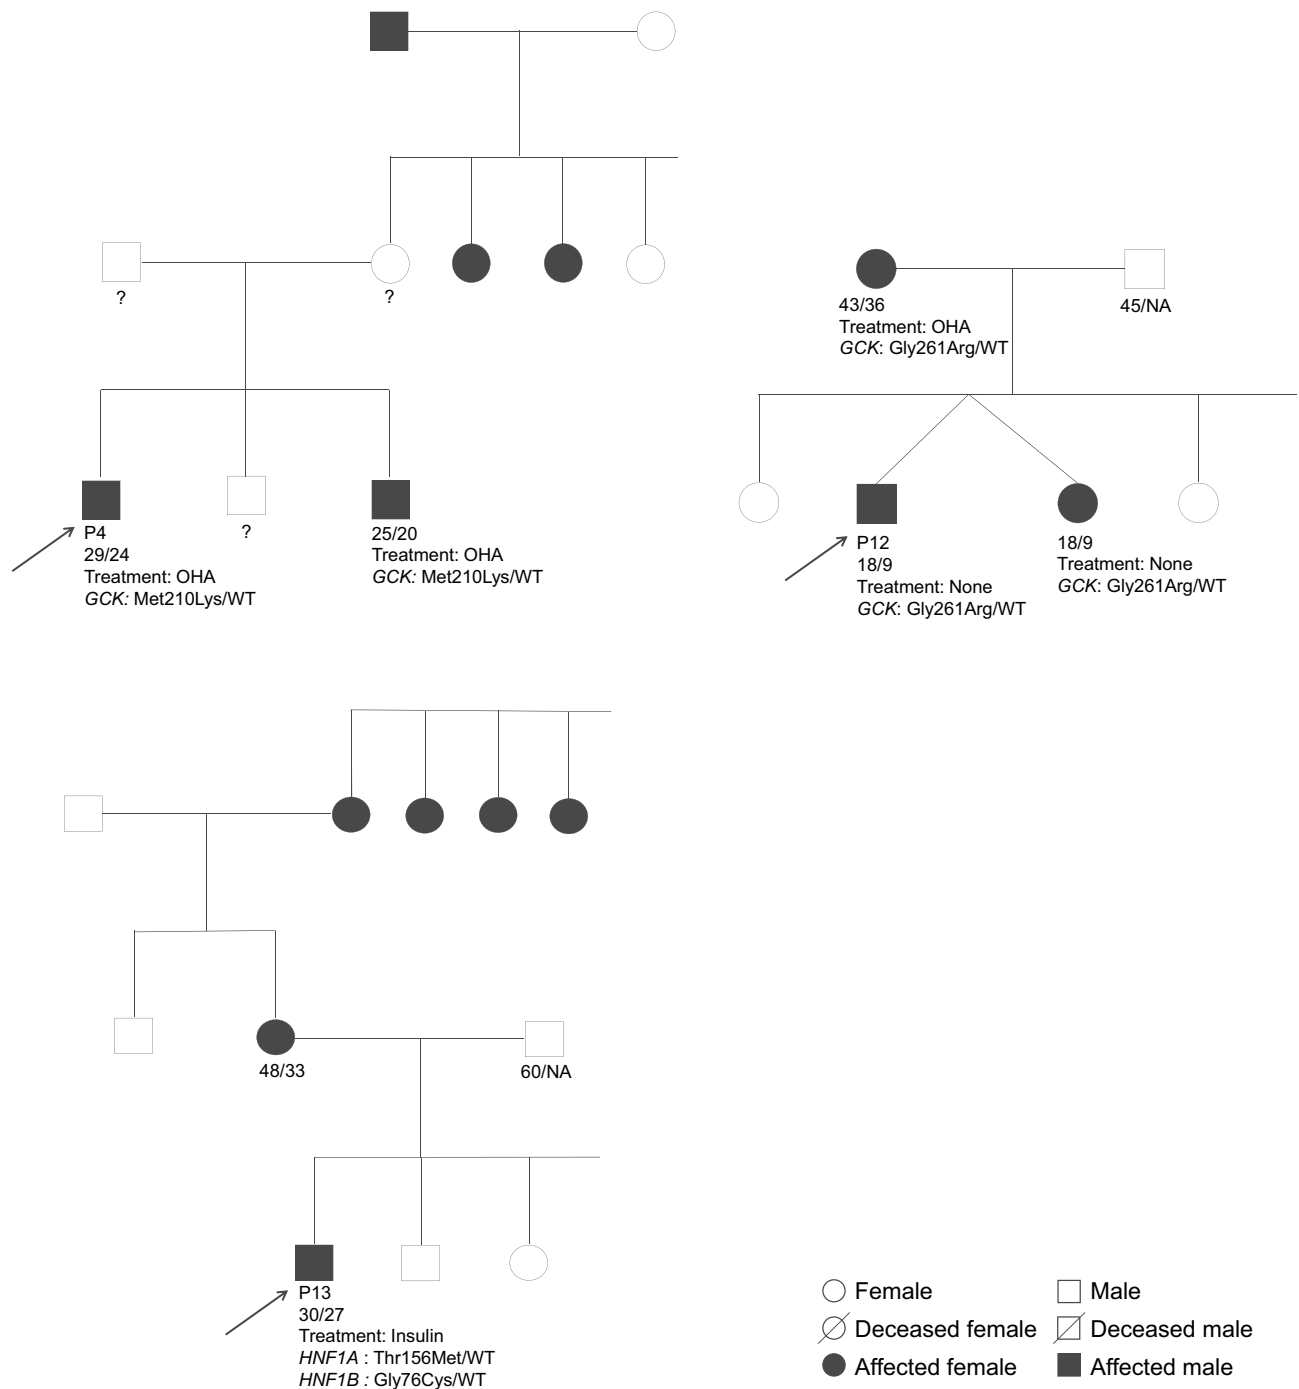 ?
?
P4
29/24
Treatment: OHA
GCK: Met210Lys/WT
?
25/20
Treatment: OHA
GCK: Met210Lys/WT
43/36
Treatment: OHA
GCK: Gly261Arg/WT
45/NA
P12
18/9
Treatment: None
GCK: Gly261Arg/WT
18/9
Treatment: None
GCK: Gly261Arg/WT
48/33
60/NA
P13
30/27
Treatment: Insulin
HNF1A : Thr156Met/WT
HNF1B : Gly76Cys/WT
Female
Male
Deceased female
Deceased male
Affected female
Affected male